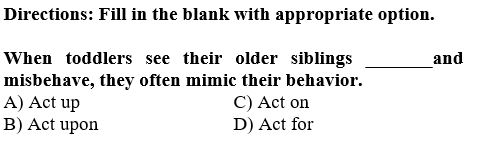 Directions: Fill in the blank with appropriate option.
When toddlers see their older siblings _______and
misbehave, they often mimic their behavior.
A) Act up C) Act on
B) Act upon D) Act for